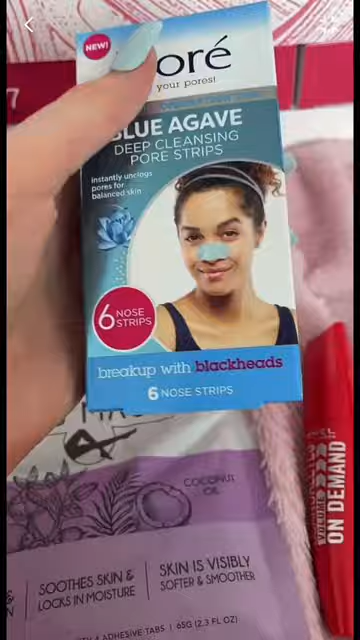 NEW!
oré
your pores!
BLUE AGAVE
DEEP CLEANSING
PORE STRIPS
instantly unclogs
pores for
balanced skin
6 NOSE
STRIPS
breakup with blackheads
6 NOSE STRIPS
7
COCONUT
OIL
SOOTHES SKIN &
LOCKS IN MOISTURE
SKIN IS VISIBLY
SOFTER & SMOOTHER
ADHESIVE TABS | 65G (2.3 FL OZ)
VOLUME
ON DEMAND